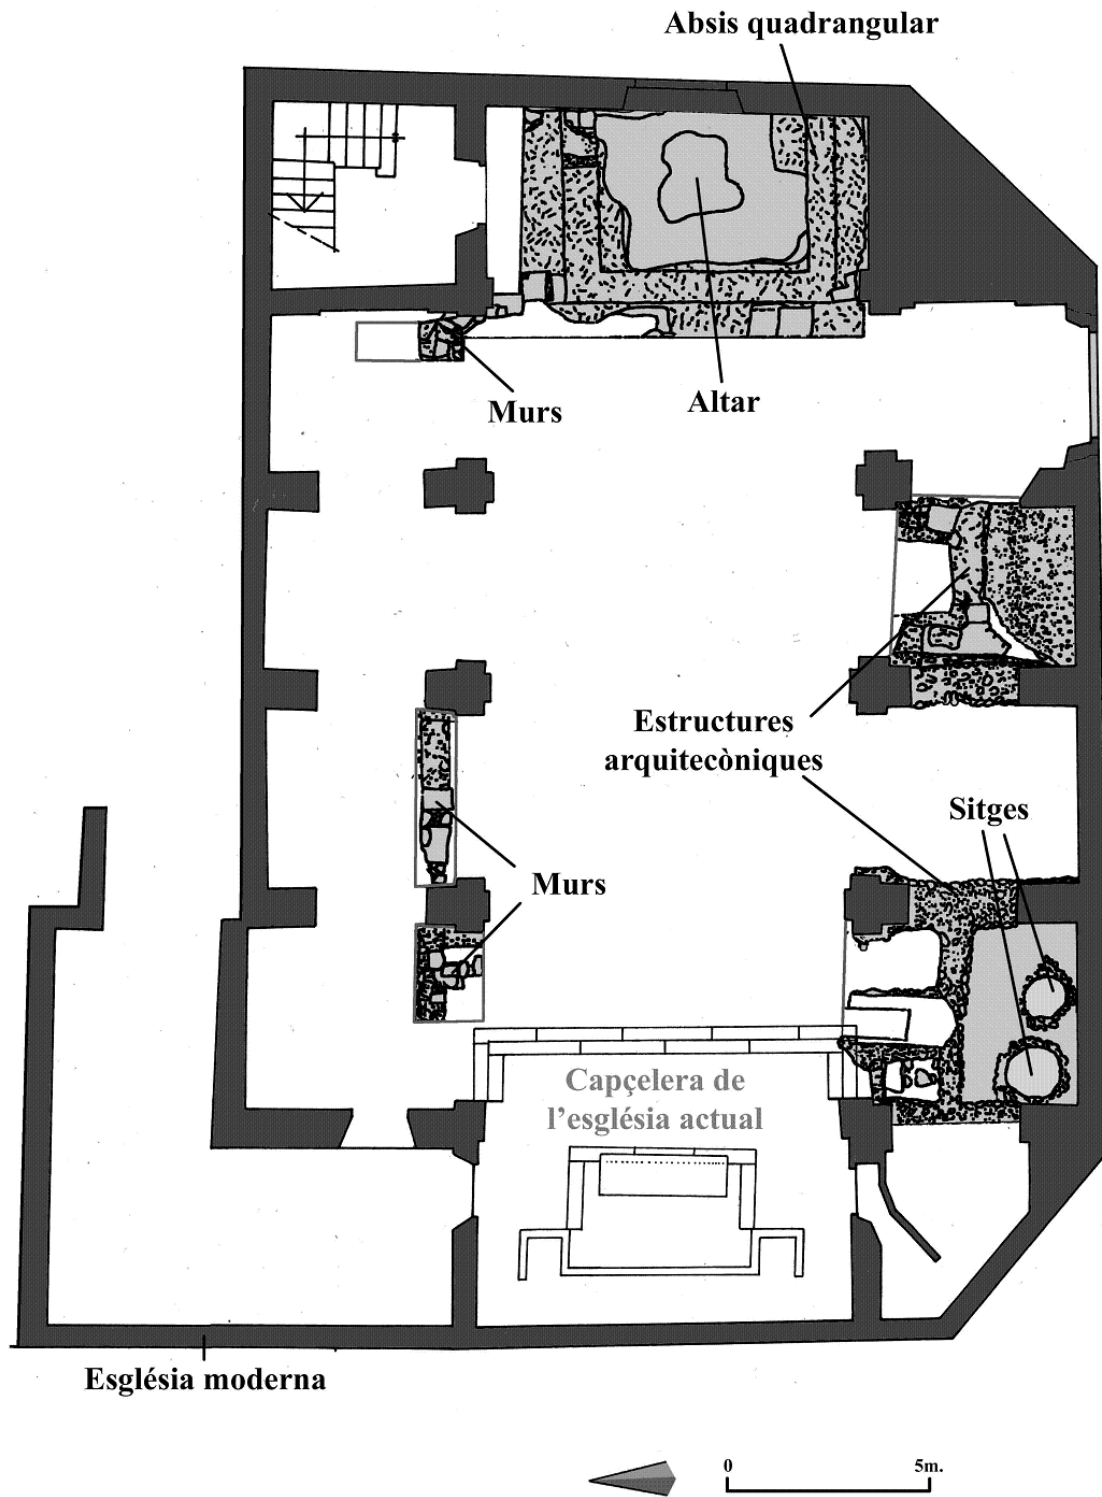 Absis quadrangular
Murs
Altar
Estructures
arquitecòniques
Sitges
Murs
Capçelera de
l'església actual
Església moderna
0
5m.